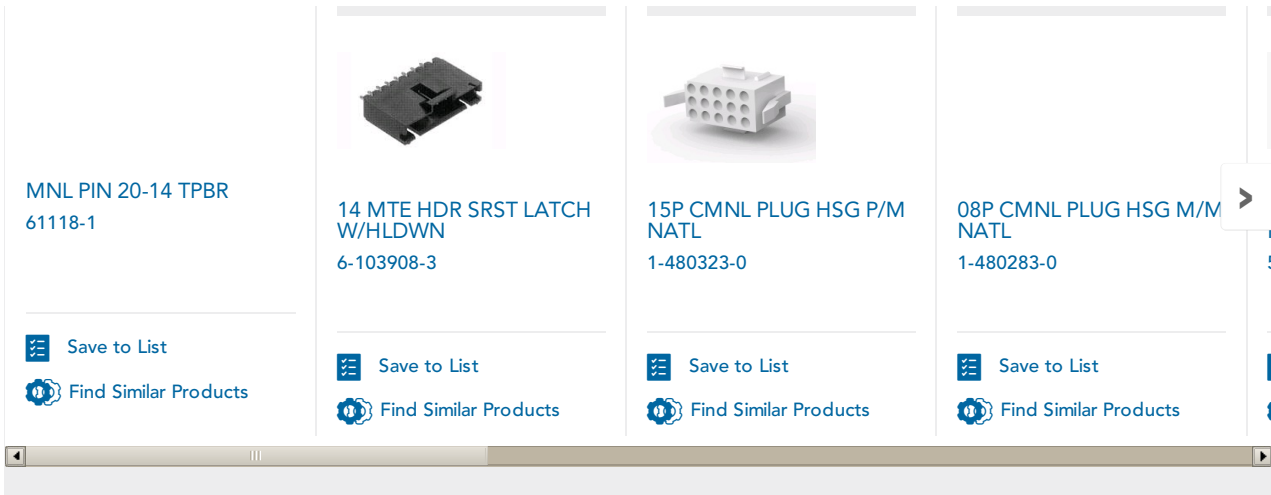 MNL PIN 20-14 TPBR
61118-1
Save to List
Find Similar Products
14 MTE HDR SRST LATCH
W/HLDWN
6-103908-3
Save to List
Find Similar Products
15P CMNL PLUG HSG P/M
NATL
1-480323-0
Save to List
Find Similar Products
08P CMNL PLUG HSG M/M
NATL
1-480283-0
Save to List
Find Similar Products